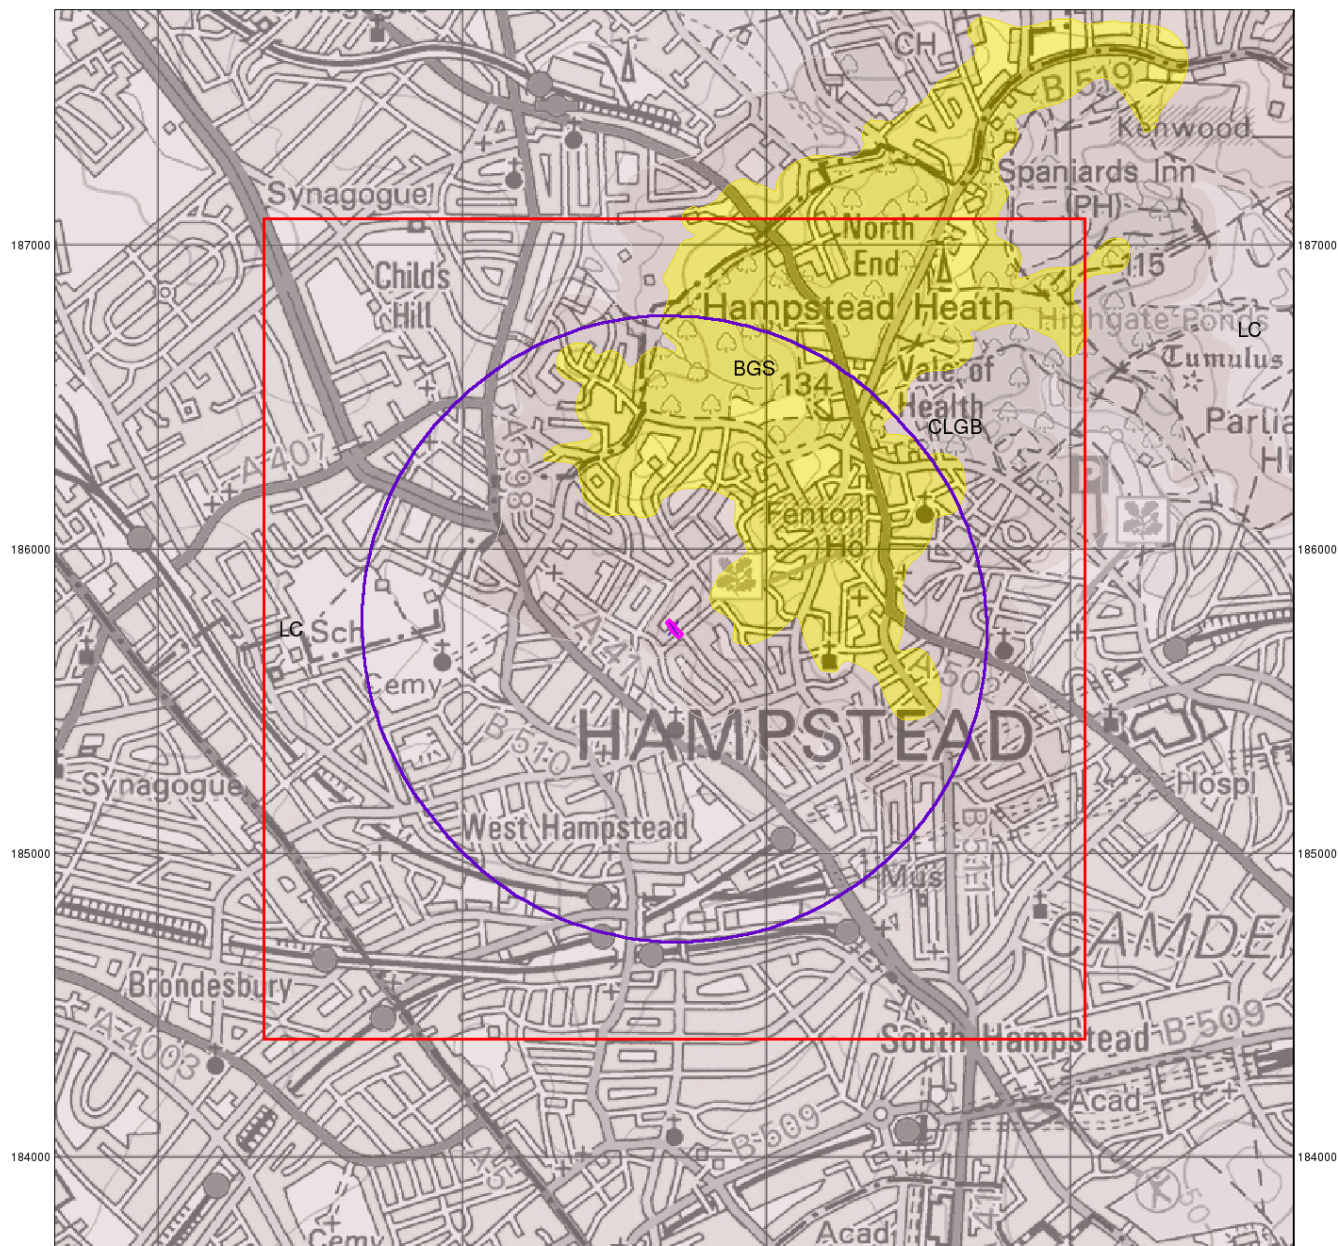 CH
B 519
Kenwood
Spaniards Inn
(PH)
Synagogue
187000
187000
North
End
Childs
Hill
115
Hampstead Heath
Highgate Ponds
LC
Tumulus
BGS
134
Vale of
Health
CLGB
Parlia
Hi
A 407
A 598
P
Fenton
Ho
186000
186000
LC
Sch
A 41
Cemy
A 502
HAMPSTEAD
B 510
Synagogue
Hospl
West Hampstead
B 511
185000
185000
Mus
CAMDEN
Brondesbury
A 4003
South Hampstead
B 509
Acad
B 509
184000
184000
Cemy
Acad